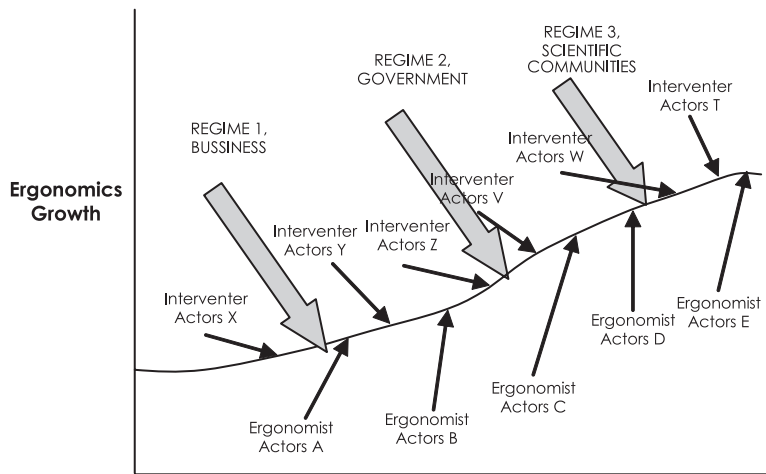 REGIME 3,
SCIENTIFIC
COMMUNITIES
REGIME 2,
GOVERNMENT
Interventer
Actors T
REGIME 1,
BUSSINESS
Interventer
Actors W
Ergonomics
Growth
Interventer
Actors V
Interventer
Actors Y
Interventer
Actors Z
Interventer
Actors X
Ergonomist
Actors E
Ergonomist
Actors D
Ergonomist
Actors C
Ergonomist
Actors A
Ergonomist
Actors B